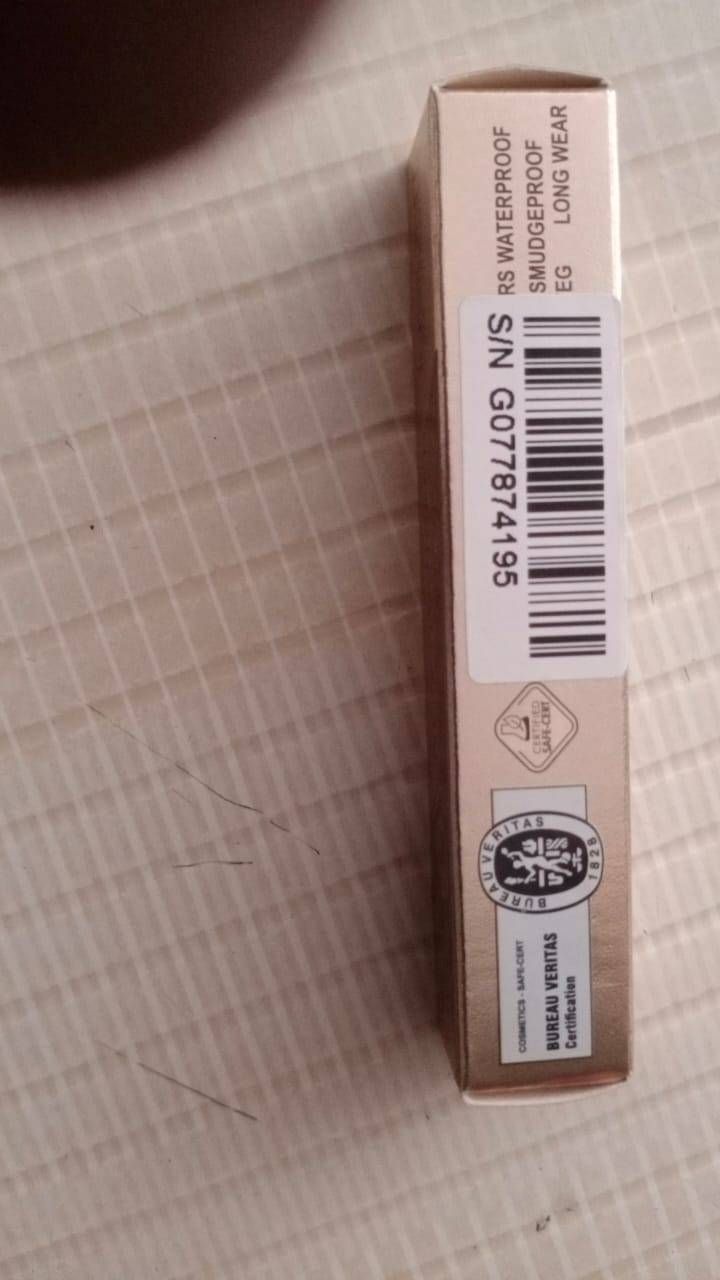 RS WATERPROOF
SMUDGEPROOF
EG LONG WEAR
S/N G077874195
CERTIFIED
SAFE-CERT
BUREAU VERITAS
1828
COSMETICS - SAFE-CERT
BUREAU VERITAS
Certification